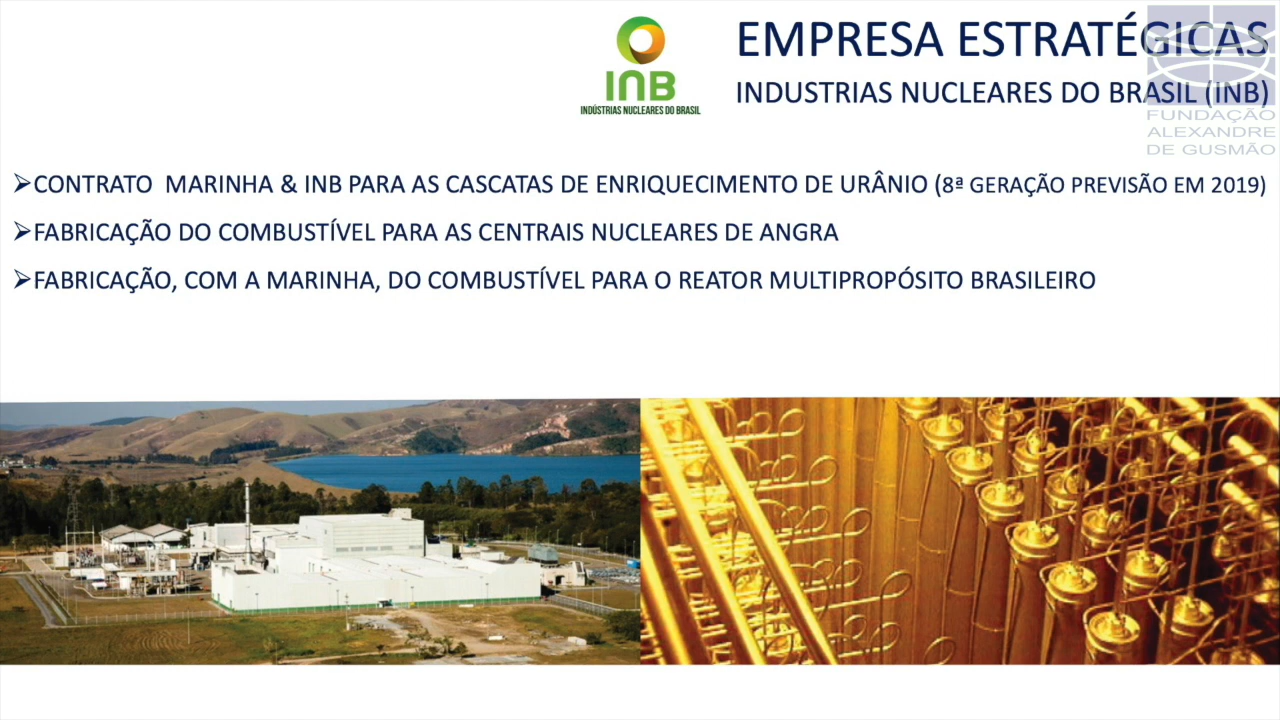 EMPRESA ESTRATÉGICAS
INDUSTRIAS NUCLEARES DO BRASIL (INB)
INB
INDÚSTRIAS NUCLEARES DO BRASIL
FUNDAÇÃO
ALEXANDRE
DE GUSMÃO
➢CONTRATO MARINHA & INB PARA AS CASCATAS DE ENRIQUECIMENTO DE URÂNIO (8ª GERAÇÃO PREVISÃO EM 2019)
➢FABRICAÇÃO DO COMBUSTÍVEL PARA AS CENTRAIS NUCLEARES DE ANGRA
➢FABRICAÇÃO, COM A MARINHA, DO COMBUSTÍVEL PARA O REATOR MULTIPROPÓSITO BRASILEIRO